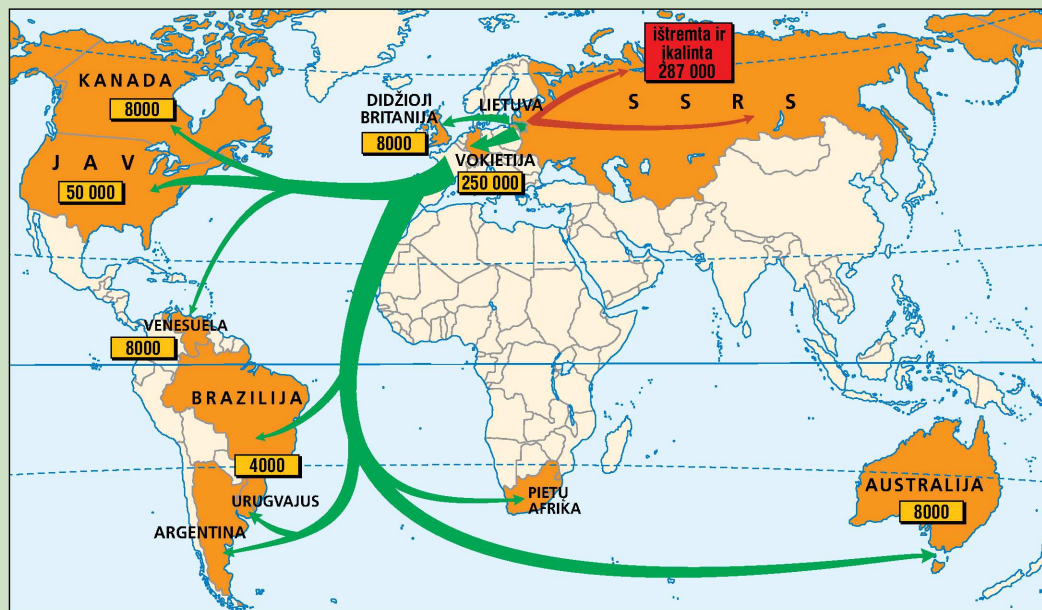 ištremta ir
įkalinta
287 000
KANADA
8000
DIDŽIOJI
BRITANIJA
8000
LIETUVA
S S R S
J A V
50 000
VOKIETIJA
250 000
VENESUELA
8000
BRAZILIJA
4000
URUGVAJUS
ARGENTINA
PIETŲ
AFRIKA
AUSTRALIJA
8000